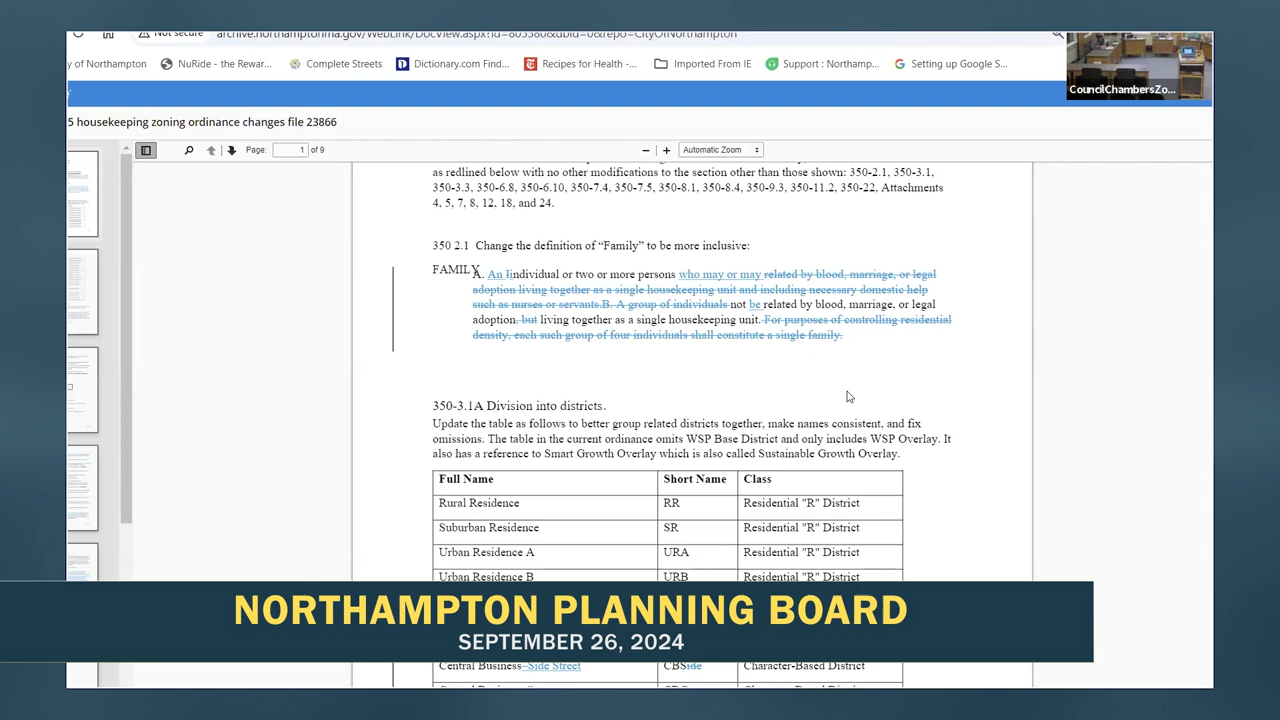 Not secure archive.northamptonma.gov/WebLink/DocView.aspx?id=805580&dbid=0&repo=CityOfNorthampton
y of Northampton NuRide - the Rewar... Complete Streets Dictionary.com Find... Recipes for Health -... Imported From IE Support : Northamp... Setting up Google S...
CouncilChambersZo...
5 housekeeping zoning ordinance changes file 23866
Page: 1 of 9 Automatic Zoom
as redlined below with no other modifications to the section other than those shown: 350-2.1, 350-3.1,
350-3.3, 350-6.8, 350-6.10, 350-7.4, 350-7.5, 350-8.1, 350-8.4, 350-9.3, 350-11.2, 350-22, Attachments
4, 5, 7, 8, 12, 18, and 24.
350 2.1 Change the definition of “Family” to be more inclusive:
FAMILY
A. An Iindividual or two or more persons who may or may related by blood, marriage, or legal
adoption living together as a single housekeeping unit and including necessary domestic help
such as nurses or servants.B. A group of individuals not be related by blood, marriage, or legal
adoption, but living together as a single housekeeping unit. For purposes of controlling residential
density, each such group of four individuals shall constitute a single family.
350-3.1A Division into districts.
Update the table as follows to better group related districts together, make names consistent, and fix
omissions. The table in the current ordinance omits WSP Base District and only includes WSP Overlay. It
also has a reference to Smart Growth Overlay which is also called Sustainable Growth Overlay.
Full Name Short Name Class
Rural Residence RR Residential "R" District
Suburban Residence SR Residential "R" District
Urban Residence A URA Residential "R" District
Urban Residence B URB Residential "R" District
NORTHAMPTON PLANNING BOARD
SEPTEMBER 26, 2024
Central Business-Side Street CBSide Character-Based District